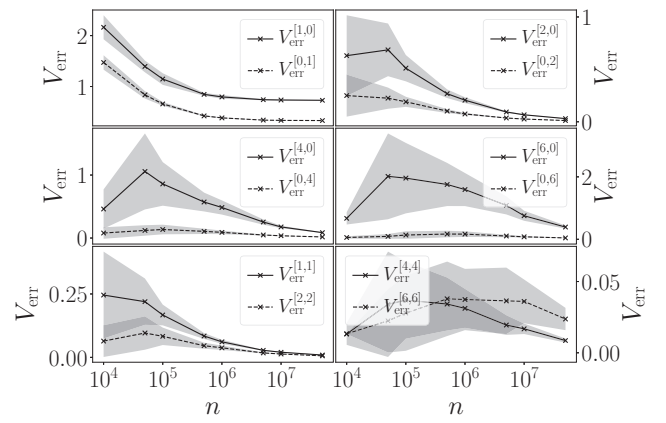 2
1
V_err
V_err^[1,0]
V_err^[0,1]
1
0
V_err
V_err^[2,0]
V_err^[0,2]
1
0
V_err
V_err^[4,0]
V_err^[0,4]
2
0
V_err
V_err^[6,0]
V_err^[0,6]
0.25
0.00
V_err
V_err^[1,1]
V_err^[2,2]
0.05
0.00
V_err
V_err^[4,4]
V_err^[6,6]
10^4 10^5 10^6 10^7
n
10^4 10^5 10^6 10^7
n